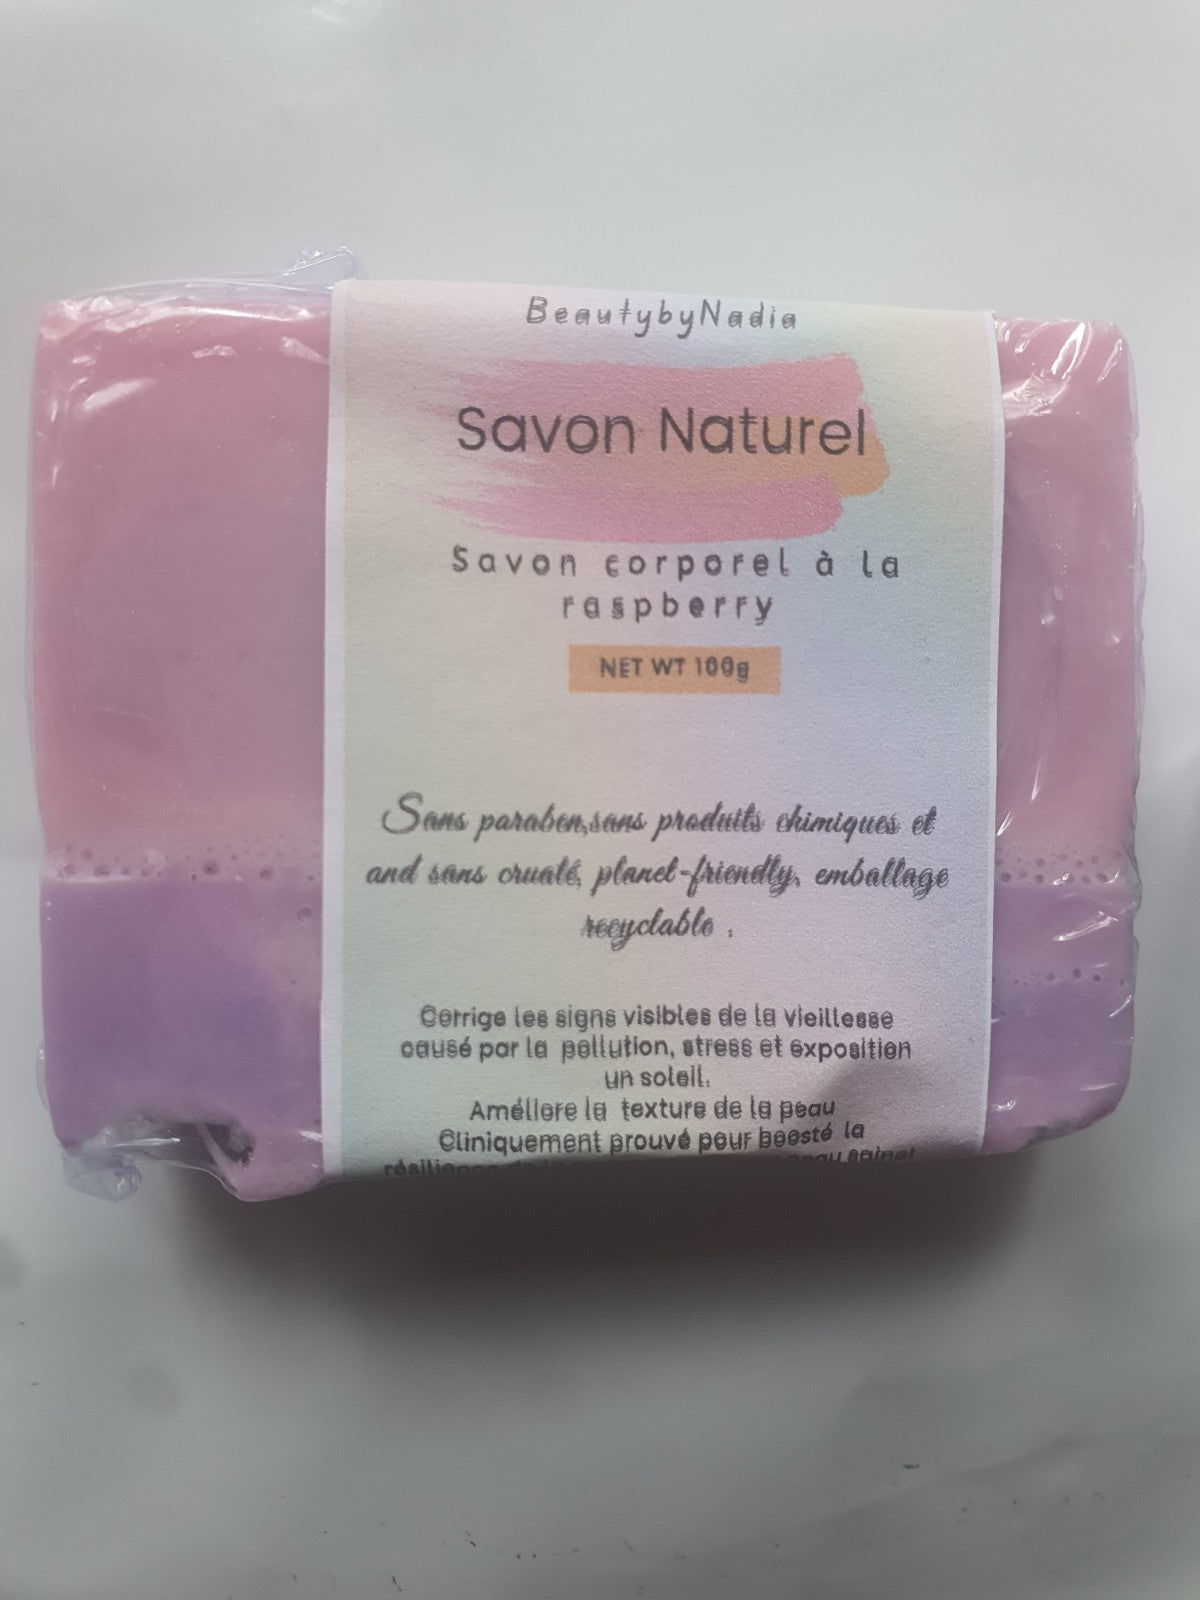 BeautybyNadia
Savon Naturel
Savon corporel à la
raspberry
NET WT 100g
Sans paraben,sans produits chimiques et
and sans cruaté, planet-friendly, emballage
recyclable .
Corrige les signs visibles de la vieillesse
causé par la pollution, stress et exposition
un soleil.
Améliore la texture de la peau
Cliniquement prouvé pour boosté la